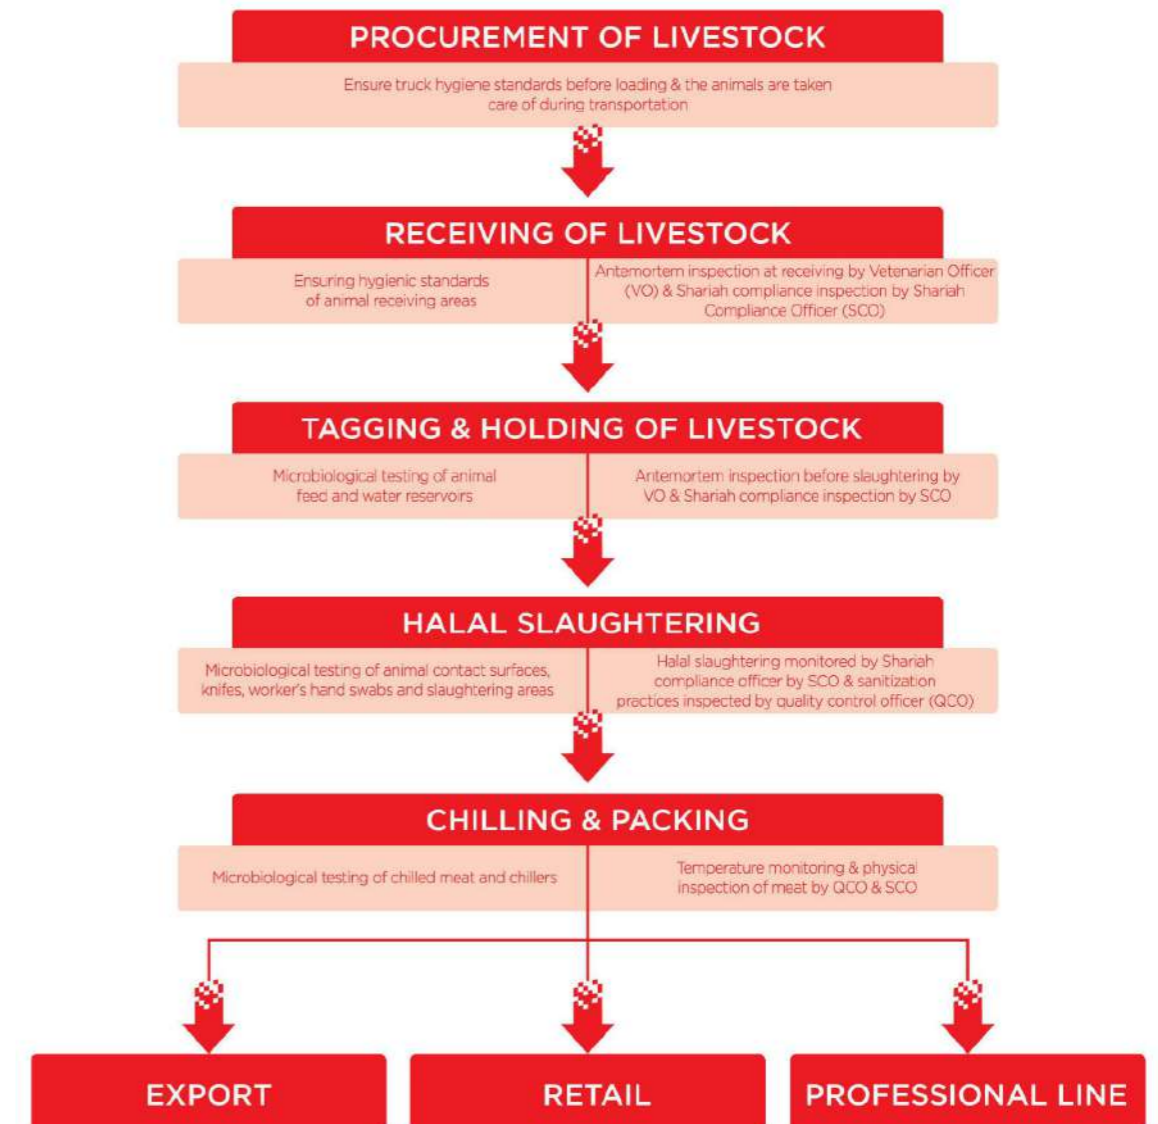 PROCUREMENT OF LIVESTOCK
Ensure truck hygiene standards before loading & the animals are taken
care of during transportation
RECEIVING OF LIVESTOCK
Ensuring hygienic standards
of animal receiving areas
Antemortem inspection at receiving by Vetenarian Officer
(VO) & Shariah compliance inspection by Shariah
Compliance Officer (SCO)
TAGGING & HOLDING OF LIVESTOCK
Microbiological testing of animal
feed and water reservoirs
Antemortem inspection before slaughtering by
VO & Shariah compliance inspection by SCO
HALAL SLAUGHTERING
Microbiological testing of animal contact surfaces,
knifes, worker's hand swabs and slaughtering areas
Halal slaughtering monitored by Shariah
compliance officer by SCO & sanitization
practices inspected by quality control officer (QCO)
CHILLING & PACKING
Microbiological testing of chilled meat and chillers
Temperature monitoring & physical
inspection of meat by QCO & SCO
EXPORT
RETAIL
PROFESSIONAL LINE